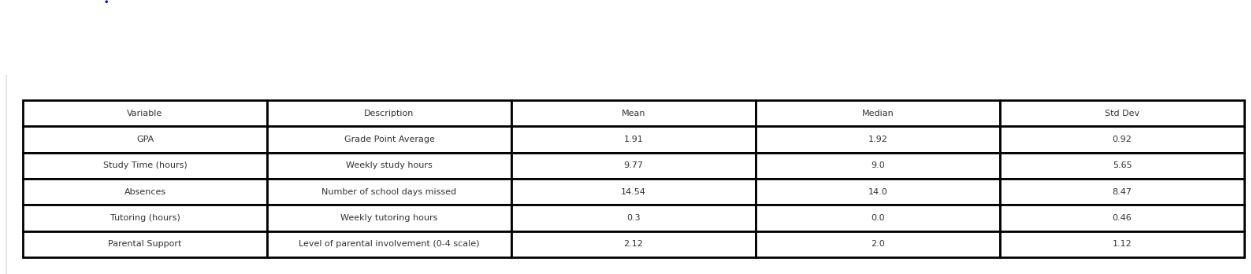 Variable Description Mean Median Std Dev
GPA Grade Point Average 1.91 1.92 0.92
Study Time (hours) Weekly study hours 9.77 9.0 5.65
Absences Number of school days missed 14.54 14.0 8.47
Tutoring (hours) Weekly tutoring hours 0.3 0.0 0.46
Parental Support Level of parental involvement (0-4 scale) 2.12 2.0 1.12